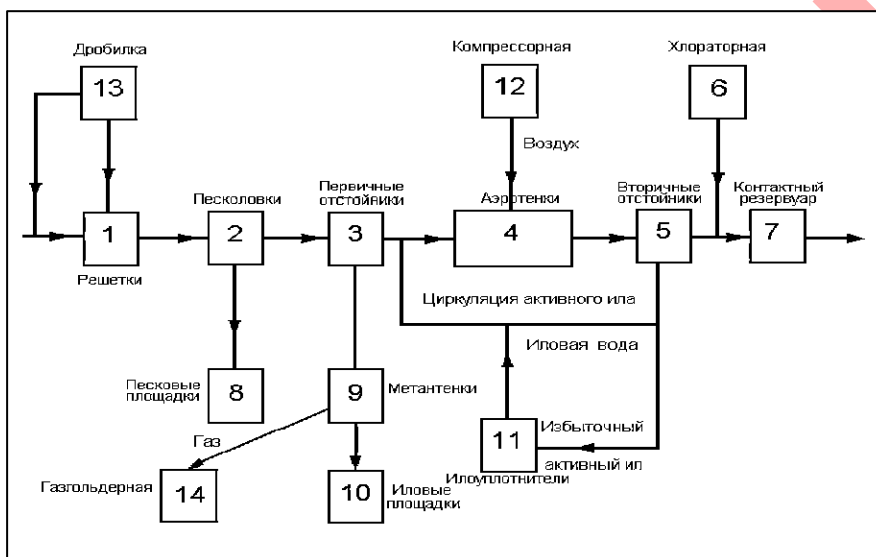 Дробилка
13
Компрессорная
12
Хлораторная
6
Воздух
Песколовки
Первичные
отстойники
Аэротенки
Вторичные
отстойники
Контактный
резервуар
1
2
3
4
5
7
Решетки
Циркуляция активного ила
Иловая вода
Песковые
площадки
8
9
Метантенки
11
Избыточный
активный ил
Илоуплотнители
Газ
Газгольдерная
14
10
Иловые
площадки